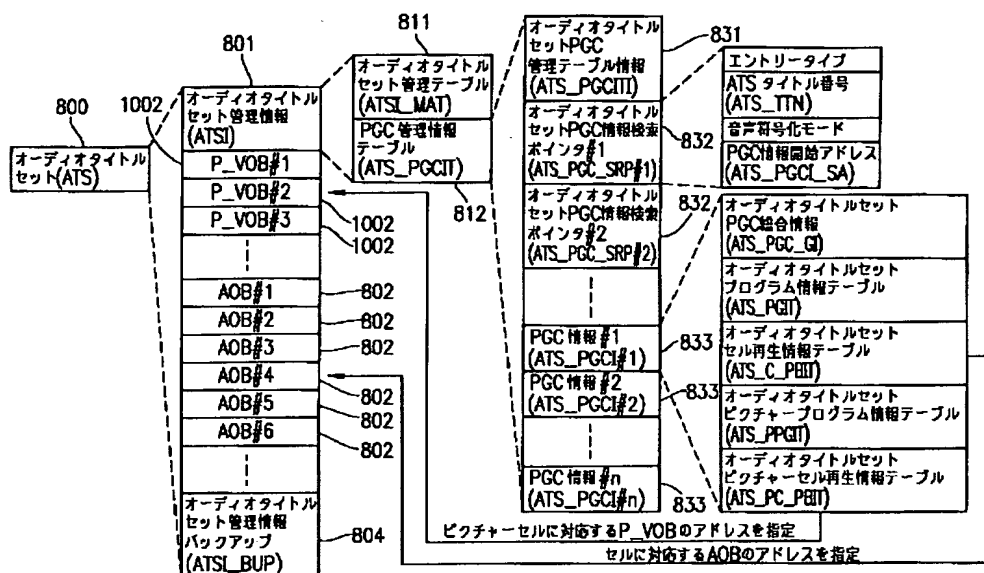 800
オーディオタイトル
セット(ATS)
801
1002
オーディオタイトル
セット管理情報
(ATSI)
P_VOB#1
P_VOB#2
P_VOB#3
1002
1002
AOB#1
AOB#2
AOB#3
AOB#4
AOB#5
AOB#6
802
802
802
802
802
802
オーディオタイトル
セット管理情報
バックアップ
(ATSI_BUP)
804
811
オーディオタイトル
セット管理テーブル
(ATSI_MAT)
PGC管理情報
テーブル
(ATS_PGCIT)
812
831
オーディオタイトル
セットPGC
管理テーブル情報
(ATS_PGCITI)
オーディオタイトル
セットPGC情報検索
ポインタ#1
(ATS_PGC_SRP#1)
832
オーディオタイトル
セットPGC情報検索
ポインタ#2
(ATS_PGC_SRP#2)
832
PGC情報#1
(ATS_PGCI#1)
833
PGC情報#2
(ATS_PGCI#2)
833
PGC情報#n
(ATS_PGCI#n)
833
エントリータイプ
ATSタイトル番号
(ATS_TTN)
音声符号化モード
PGC情報開始アドレス
(ATS_PGCI_SA)
オーディオタイトルセット
PGC総合情報
(ATS_PGC_GI)
オーディオタイトルセット
プログラム情報テーブル
(ATS_PGIT)
オーディオタイトルセット
セル再生情報テーブル
(ATS_C_PBIT)
オーディオタイトルセット
ピクチャープログラム情報テーブル
(ATS_PPGIT)
オーディオタイトルセット
ピクチャーセル再生情報テーブル
(ATS_PC_PBIT)
ピクチャーセルに対応するP_VOBのアドレスを指定
セルに対応するAOBのアドレスを指定